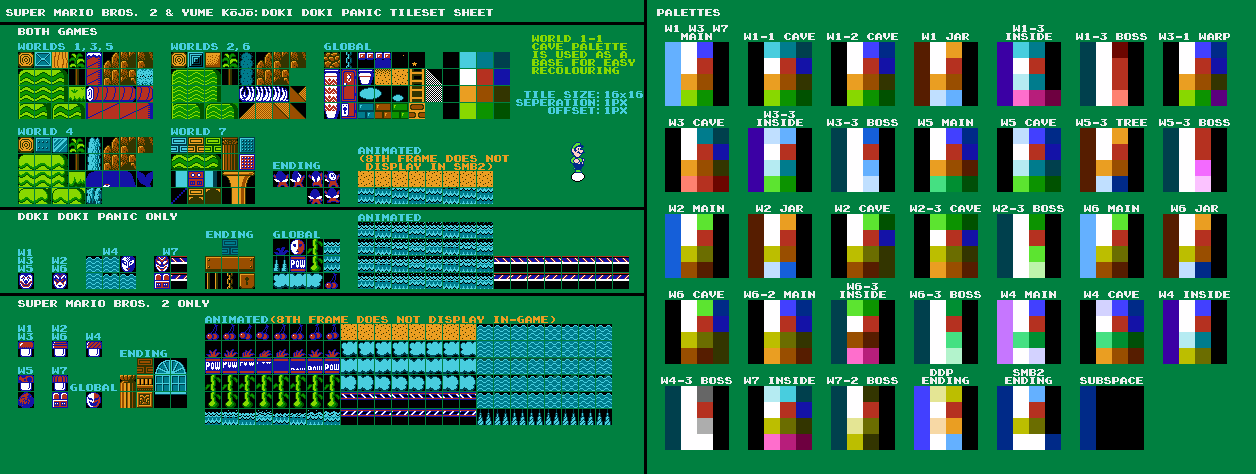 SUPER MARIO BROS. 2 & YUME KōJō: DOKI DOKI PANIC TILESET SHEET
BOTH GAMES
WORLDS 1,3,5
WORLDS 2,6
GLOBAL
WORLD 1-1
CAVE PALETTE
IS USED AS A
BASE FOR EASY
RECOLOURING
TILE SIZE:16x16
SEPERATION:1PX
OFFSET:1PX
WORLD 4
WORLD 7
ENDING
ANIMATED
(8TH FRAME DOES NOT
DISPLAY IN SMB2)
DOKI DOKI PANIC ONLY
W1
W3
W5
W2
W6
W4
W7
ENDING
GLOBAL
POW
ANIMATED
SUPER MARIO BROS. 2 ONLY
W1
W3
W2
W6
W4
W5
W7
GLOBAL
ENDING
ANIMATED(8TH FRAME DOES NOT DISPLAY IN-GAME)
POW POW POW POW POW POW POW POW
PALETTES
W1 W3 W7
MAIN
W1-1 CAVE
W1-2 CAVE
W1 JAR
W1-3
INSIDE
W1-3 BOSS
W3-1 WARP
W3 CAVE
W3-3
INSIDE
W3-3 BOSS
W5 MAIN
W5 CAVE
W5-3 TREE
W5-3 BOSS
W2 MAIN
W2 JAR
W2 CAVE
W2-3 CAVE
W2-3 BOSS
W6 MAIN
W6 JAR
W6 CAVE
W6-2 MAIN
W6-3
INSIDE
W6-3 BOSS
W4 MAIN
W4 CAVE
W4 INSIDE
W4-3 BOSS
W7 INSIDE
W7-2 BOSS
DDP
ENDING
SMB2
ENDING
SUBSPACE